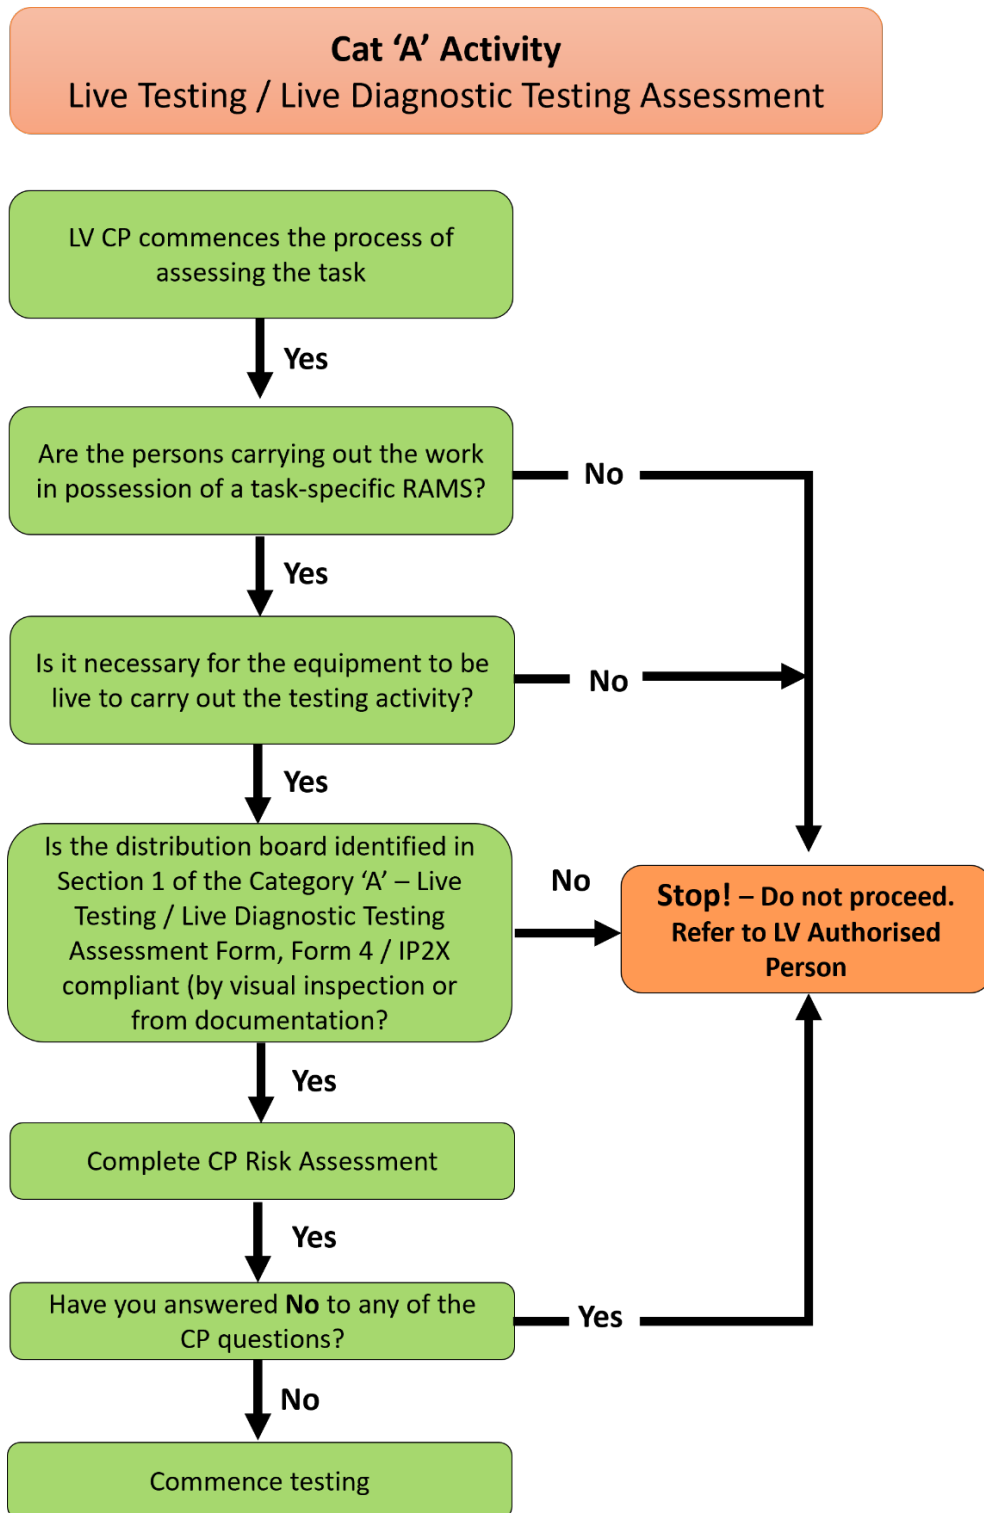 Cat ‘A’ Activity
Live Testing / Live Diagnostic Testing Assessment
LV CP commences the process of
assessing the task
Yes
Are the persons carrying out the work
in possession of a task-specific RAMS?
No
Yes
Is it necessary for the equipment to be
live to carry out the testing activity?
No
Yes
Is the distribution board identified in
Section 1 of the Category ‘A’ – Live
Testing / Live Diagnostic Testing
Assessment Form, Form 4 / IP2X
compliant (by visual inspection or
from documentation?
No
Stop! – Do not proceed.
Refer to LV Authorised
Person
Yes
Complete CP Risk Assessment
Yes
Have you answered No to any of the
CP questions?
Yes
No
Commence testing